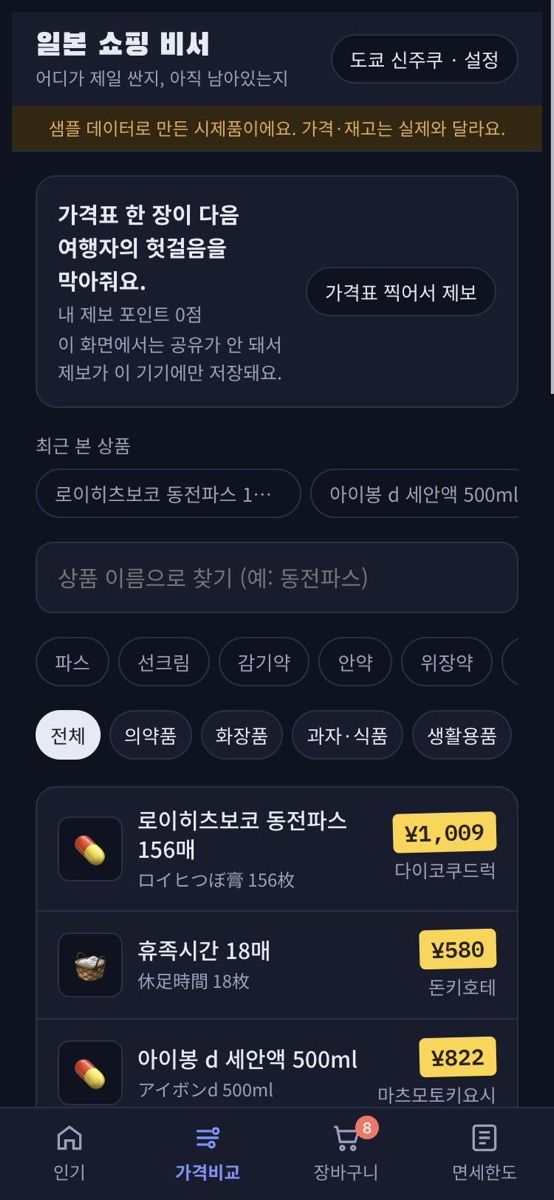 일본 쇼핑 비서
어디가 제일 싼지, 아직 남아있는지
도쿄 신주쿠 · 설정
샘플 데이터로 만든 시제품이에요. 가격·재고는 실제와 달라요.
가격표 한 장이 다음
여행자의 헛걸음을
막아줘요.
내 제보 포인트 0점
이 화면에서는 공유가 안 돼서
제보가 이 기기에만 저장돼요.
가격표 찍어서 제보
최근 본 상품
로이히츠보코 동전파스 1…
아이봉 d 세안액 500ml
상품 이름으로 찾기 (예: 동전파스)
파스 선크림 감기약 안약 위장약
전체 의약품 화장품 과자·식품 생활용품
로이히츠보코 동전파스
156매
ロイヒつぼ膏 156枚
¥1,009
다이코쿠드럭
휴족시간 18매
休足時間 18枚
¥580
돈키호테
아이봉 d 세안액 500ml
アイボンd 500ml
¥822
마츠모토키요시
8
인기 가격비교 장바구니 면세한도